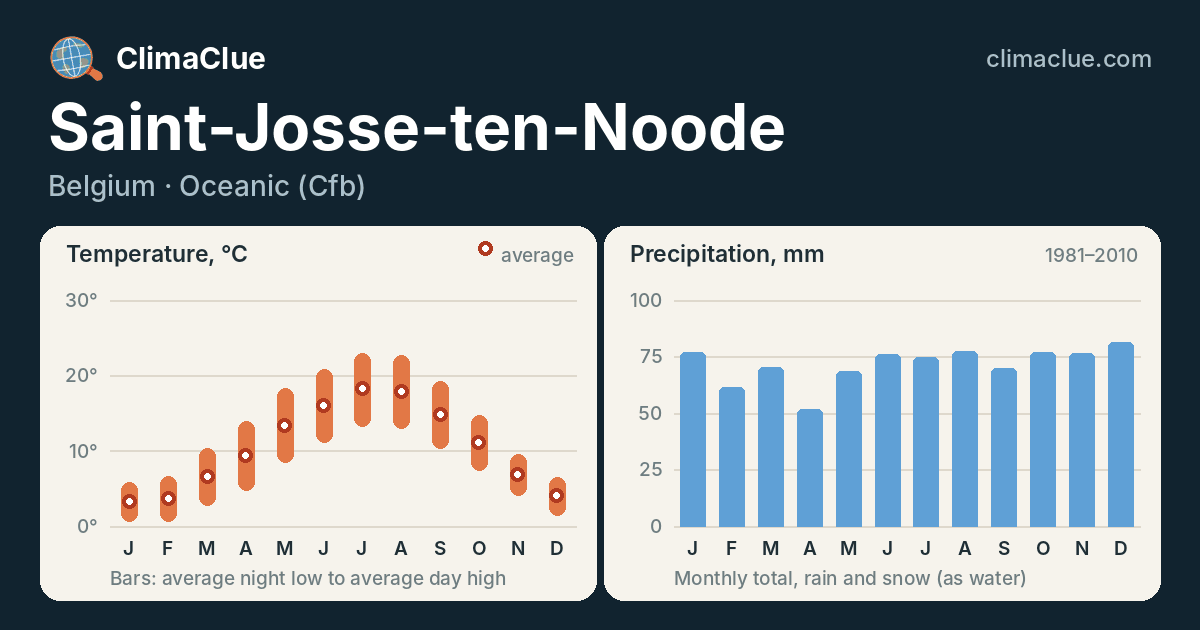 ClimaClue
climaclue.com
Saint-Josse-ten-Noode
Belgium · Oceanic (Cfb)
Temperature, °C
average
30°
20°
10°
0°
J F M A M J J A S O N D
Bars: average night low to average day high
Precipitation, mm
1981–2010
100
75
50
25
0
J F M A M J J A S O N D
Monthly total, rain and snow (as water)